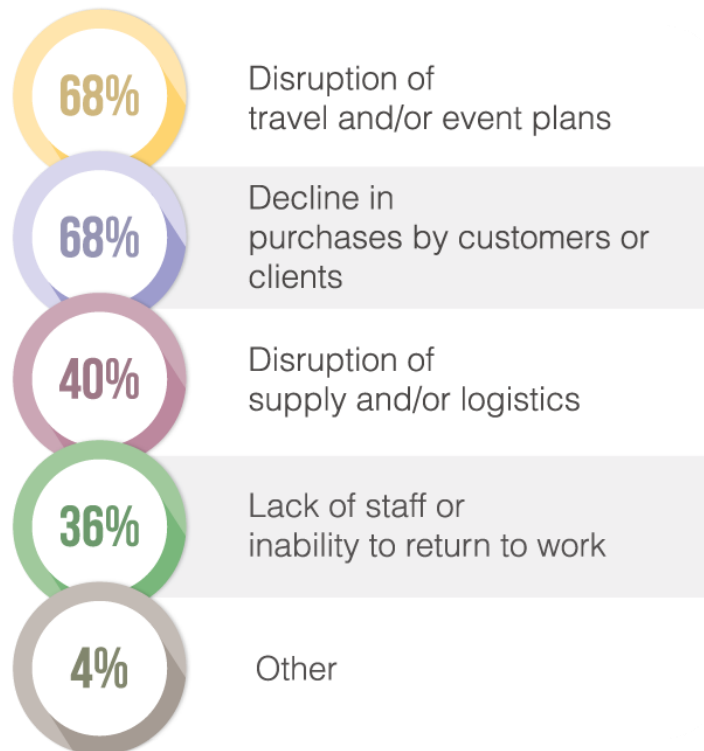 68%
Disruption of
travel and/or event plans
68%
Decline in
purchases by customers or
clients
40%
Disruption of
supply and/or logistics
36%
Lack of staff or
inability to return to work
4%
Other